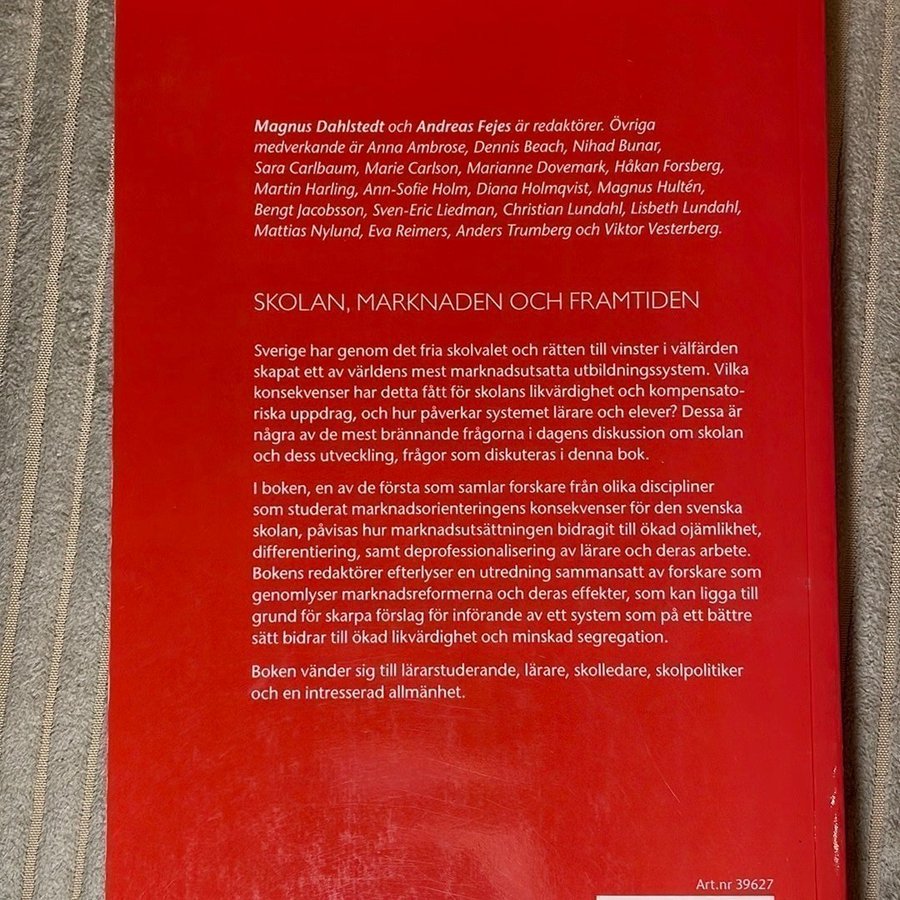 Magnus Dahlstedt och Andreas Fejes är redaktörer. Övriga
medverkande är Anna Ambrose, Dennis Beach, Nihad Bunar,
Sara Carlbaum, Marie Carlson, Marianne Dovemark, Håkan Forsberg,
Martin Harling, Ann-Sofie Holm, Diana Holmqvist, Magnus Hultén,
Bengt Jacobsson, Sven-Eric Liedman, Christian Lundahl, Lisbeth Lundahl,
Mattias Nylund, Eva Reimers, Anders Trumberg och Viktor Vesterberg.
SKOLAN, MARKNADEN OCH FRAMTIDEN
Sverige har genom det fria skolvalet och rätten till vinster i välfärden
skapat ett av världens mest marknadsutsatta utbildningssystem. Vilka
konsekvenser har detta fått för skolans likvärdighet och kompensato-
riska uppdrag, och hur påverkar systemet lärare och elever? Dessa är
några av de mest brännande frågorna i dagens diskussion om skolan
och dess utveckling, frågor som diskuteras i denna bok.
I boken, en av de första som samlar forskare från olika discipliner
som studerat marknadsorienteringens konsekvenser för den svenska
skolan, påvisas hur marknadsutsättningen bidragit till ökad ojämlikhet,
differentiering, samt deprofessionalisering av lärare och deras arbete.
Bokens redaktörer efterlyser en utredning sammansatt av forskare som
genomlyser marknadsreformerna och deras effekter, som kan ligga till
grund för skarpa förslag för införande av ett system som på ett bättre
sätt bidrar till ökad likvärdighet och minskad segregation.
Boken vänder sig till lärarstuderande, lärare, skolledare, skolpolitiker
och en intresserad allmänhet.
Art.nr 39627